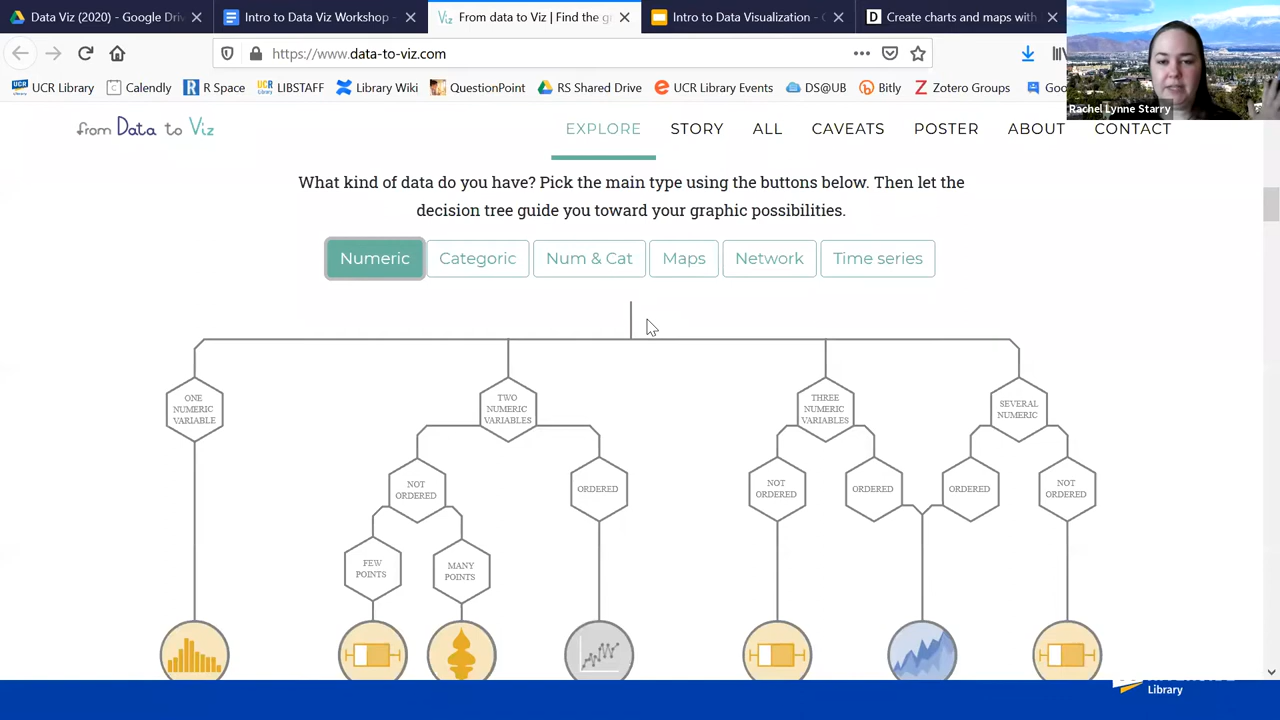 Data Viz (2020) - Google Dri
Intro to Data Viz Workshop -
From data to Viz | Find the gr
Intro to Data Visualization -
Create charts and maps with
https://www.data-to-viz.com
UCR Library
Calendly
R Space
LIBSTAFF
Library Wiki
QuestionPoint
RS Shared Drive
UCR Library Events
DS@UB
Bitly
Zotero Groups
Goo
Rachel Lynne Starry
from Data to Viz
EXPLORE
STORY
ALL
CAVEATS
POSTER
ABOUT
CONTACT
What kind of data do you have? Pick the main type using the buttons below. Then let the
decision tree guide you toward your graphic possibilities.
Numeric
Categoric
Num & Cat
Maps
Network
Time series
ONE
NUMERIC
VARIABLE
TWO
NUMERIC
VARIABLES
THREE
NUMERIC
VARIABLES
SEVERAL
NUMERIC
NOT
ORDERED
ORDERED
NOT
ORDERED
ORDERED
ORDERED
NOT
ORDERED
FEW
POINTS
MANY
POINTS
Library